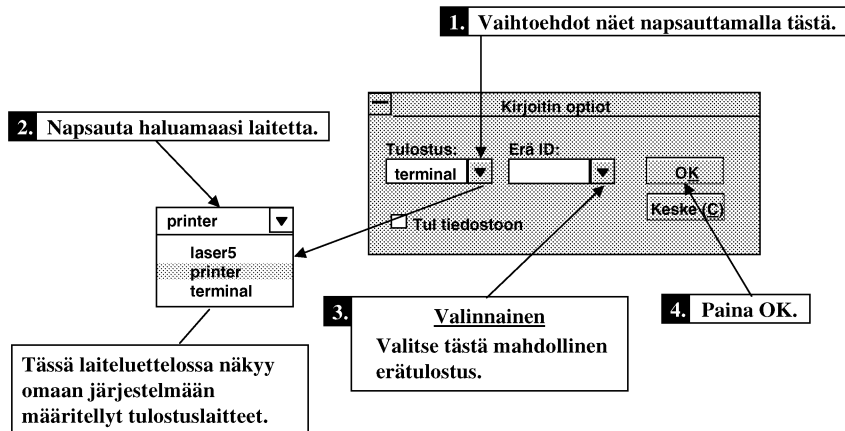 1. Vaihtoehdot näet napsauttamalla tästä.
Kirjoitin optiot
2. Napsauta haluamaasi laitetta.
Tulostus: Erä ID:
terminal
OK
Keske (C)
Tul tiedostoon
printer
laser5
printer
terminal
3. Valinnainen
Valitse tästä mahdollinen
erätulostus.
4. Paina OK.
Tässä laiteluettelossa näkyy
omaan järjestelmään
määritellyt tulostuslaitteet.